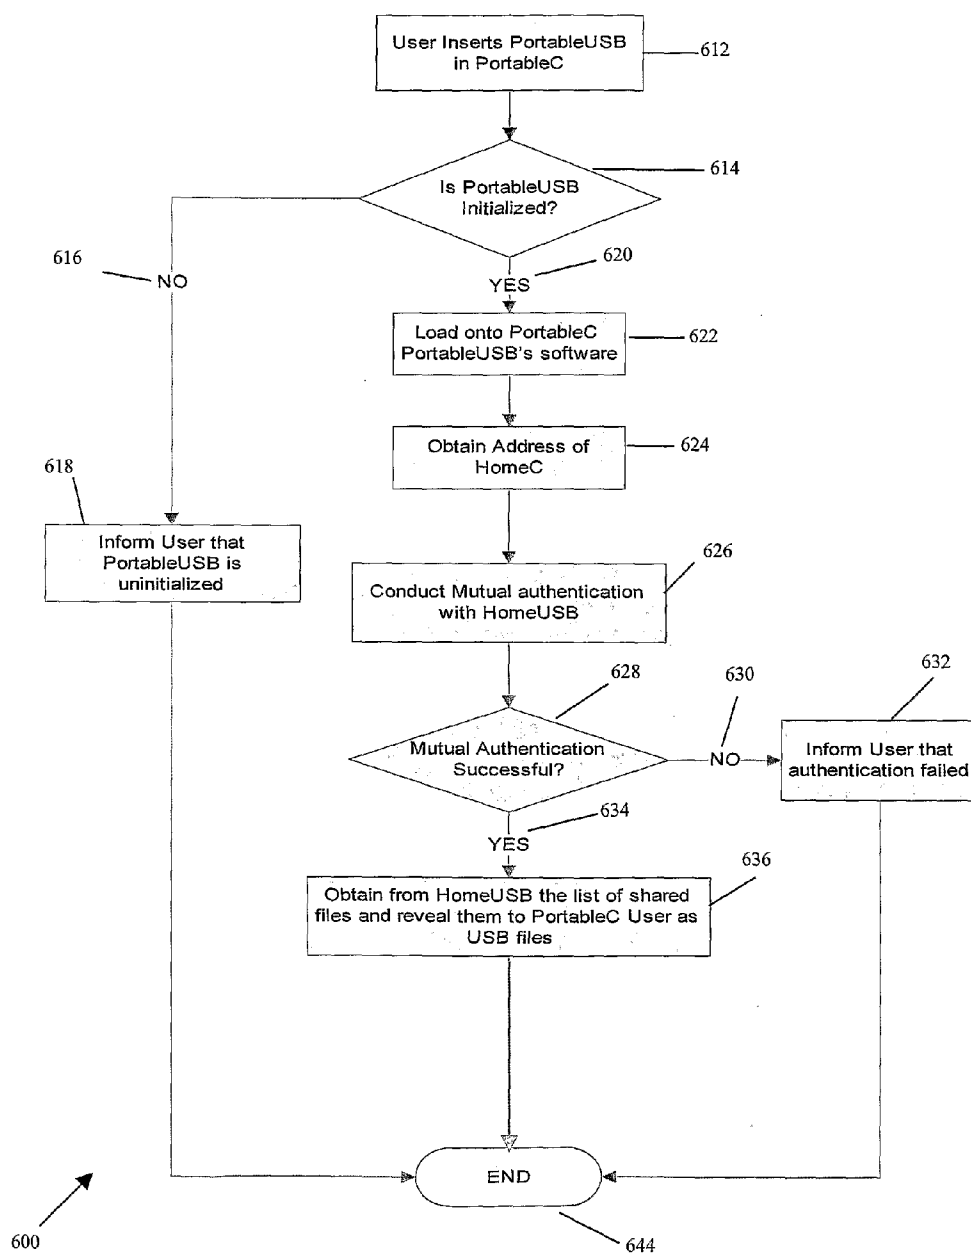 User Inserts PortableUSB
in PortableC
612
614
Is PortableUSB
Initialized?
616
NO
620
YES
Load onto PortableC
PortableUSB's software
622
Obtain Address of
HomeC
624
618
Inform User that
PortableUSB is
uninitialized
626
Conduct Mutual authentication
with HomeUSB
628
630
632
Mutual Authentication
Successful?
NO
Inform User that
authentication failed
634
YES
636
Obtain from HomeUSB the list of shared
files and reveal them to PortableC User as
USB files
END
600
644